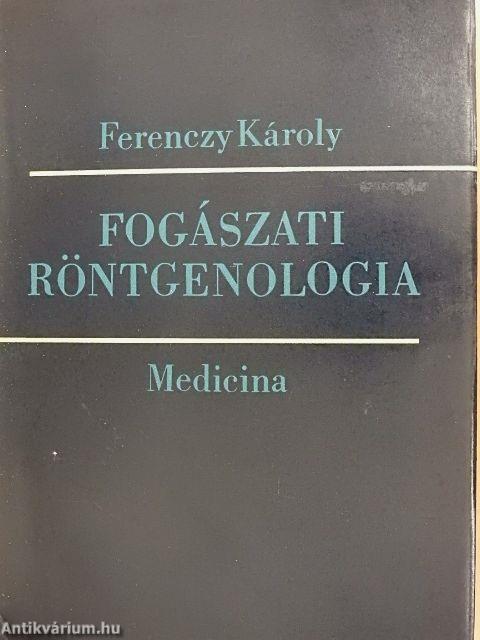 Ferenczy Károly
FOGÁSZATI
RÖNTGENOLOGIA
Medicina
Antikvárium.hu